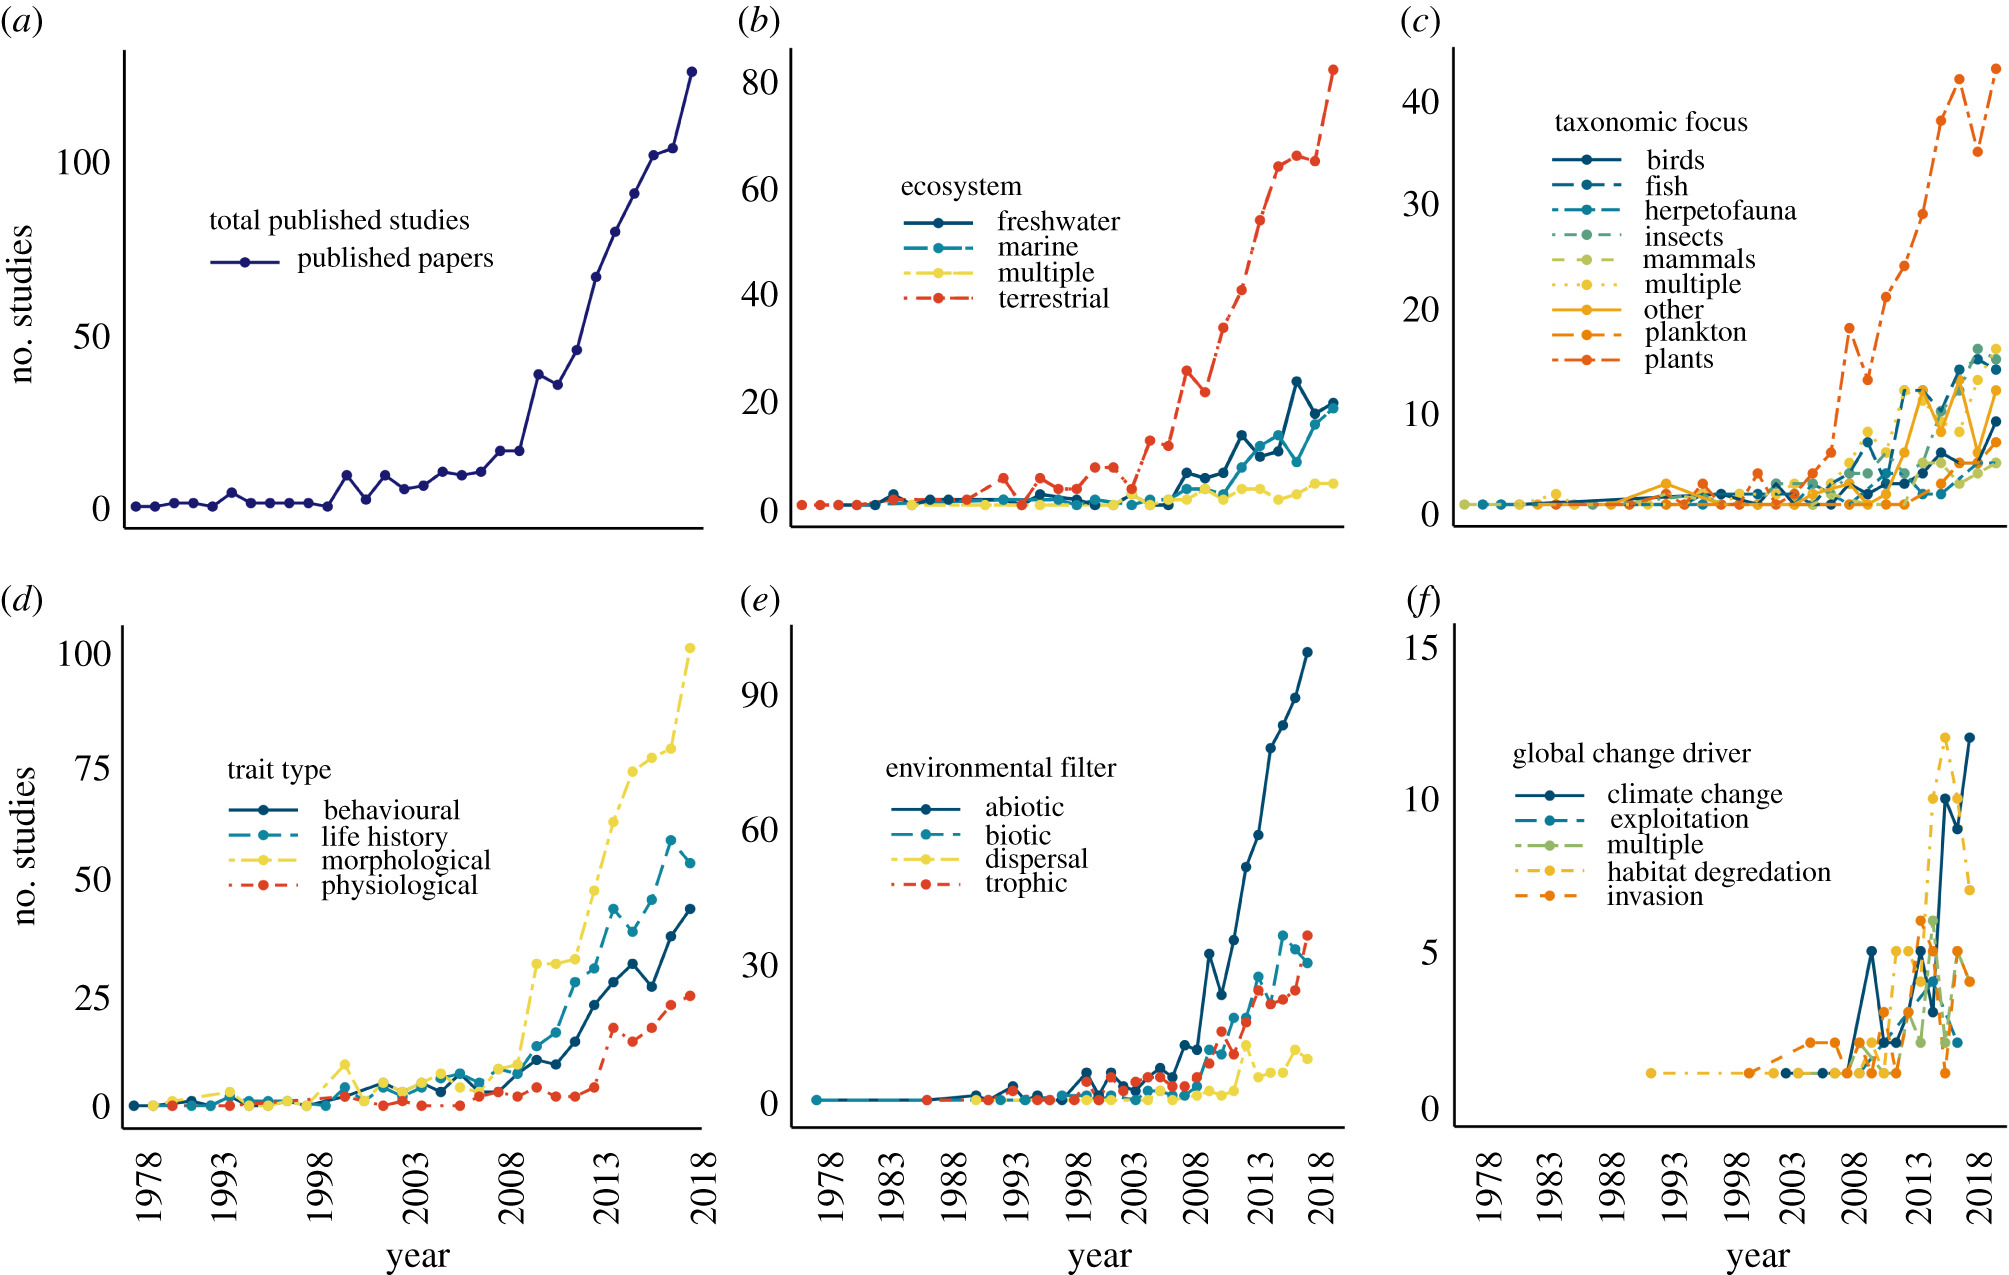 (a)
no. studies
100
50
0
total published studies
published papers
(b)
80
60
40
20
0
ecosystem
freshwater
marine
multiple
terrestrial
(c)
40
30
20
10
0
taxonomic focus
birds
fish
herpetofauna
insects
mammals
multiple
other
plankton
plants
(d)
no. studies
100
75
50
25
0
trait type
behavioural
life history
morphological
physiological
1978
1993
1998
2003
2008
2013
2018
year
(e)
90
60
30
0
environmental filter
abiotic
biotic
dispersal
trophic
1978
1983
1988
1993
1998
2003
2008
2013
2018
year
(f)
15
10
5
0
global change driver
climate change
exploitation
multiple
habitat degredation
invasion
1978
1983
1988
1993
1998
2003
2008
2013
2018
year